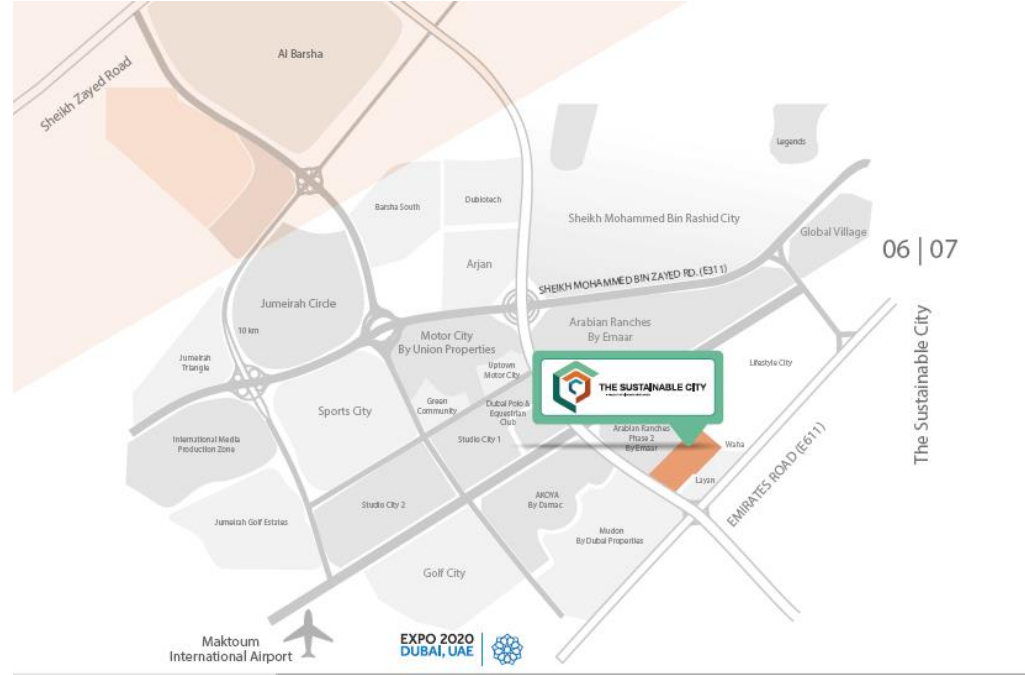 Al Barsha
Sheikh Zayed Road
Legends
Barsha South
Dubiotech
Sheikh Mohammed Bin Rashid City
Global Village
06 | 07
Arjan
SHEIKH MOHAMMED BIN ZAYED RD. (E311)
Jumeirah Circle
10 km
Motor City
By Union Properties
Arabian Ranches
By Emaar
The Sustainable City
Jumeirah
Triangle
Uptown
Motor City
Lifestyle City
THE SUSTAINABLE CITY
Sports City
Green
Community
Dubai Polo &
Equestrian
Club
Arabian Ranches
Phase 2
By Emaar
Waha
International Media
Production Zone
Studio City 1
Layan
EMIRATES ROAD (E611)
Studio City 2
AKOYA
By Damac
Jumeirah Golf Estates
Mudon
By Dubai Properties
Golf City
Maktoum
International Airport
EXPO 2020
DUBAI, UAE